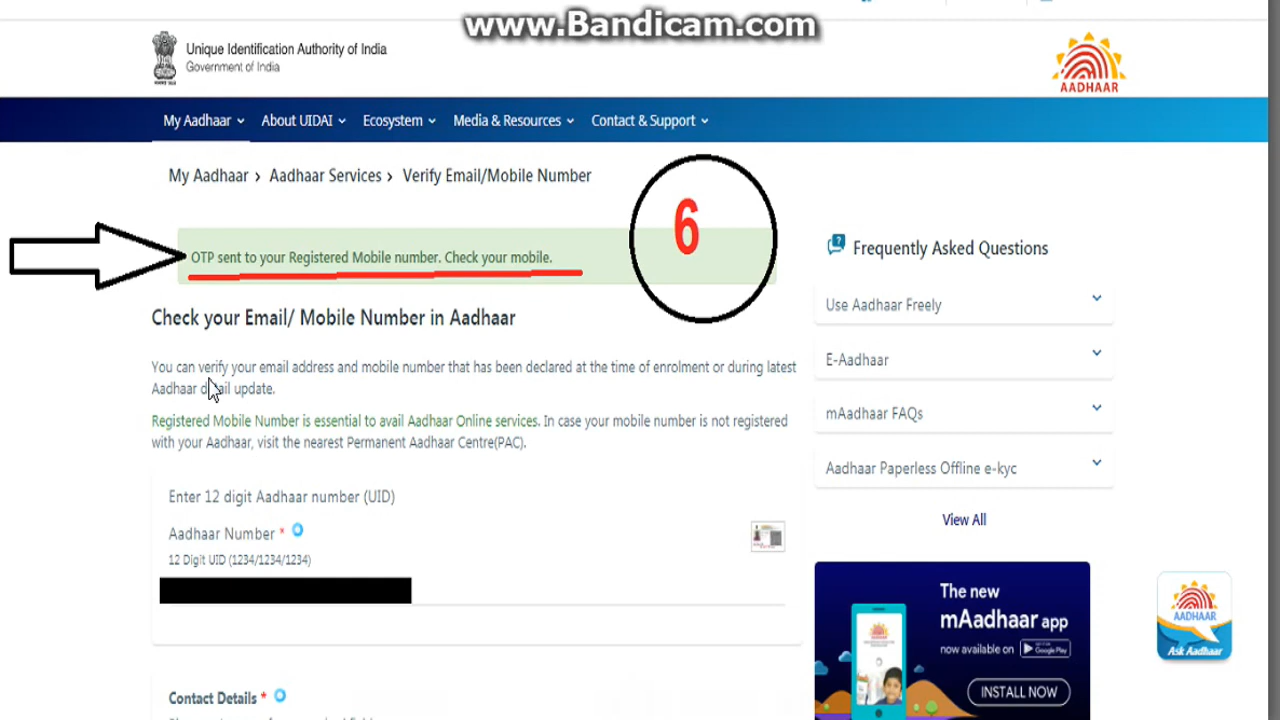 www.Bandicam.com
Unique Identification Authority of India
Government of India
AADHAAR
My Aadhaar
About UIDAI
Ecosystem
Media & Resources
Contact & Support
My Aadhaar > Aadhaar Services > Verify Email/Mobile Number
6
OTP sent to your Registered Mobile number. Check your mobile.
Check your Email/ Mobile Number in Aadhaar
You can verify your email address and mobile number that has been declared at the time of enrolment or during latest
Aadhaar detail update.
Registered Mobile Number is essential to avail Aadhaar Online services. In case your mobile number is not registered
with your Aadhaar, visit the nearest Permanent Aadhaar Centre(PAC).
Enter 12 digit Aadhaar number (UID)
Aadhaar Number *
12 Digit UID (1234/1234/1234)
Contact Details *
Frequently Asked Questions
Use Aadhaar Freely
E-Aadhaar
mAadhaar FAQs
Aadhaar Paperless Offline e-kyc
View All
The new
mAadhaar app
now available on Google Play
INSTALL NOW
AADHAAR
Ask Aadhaar